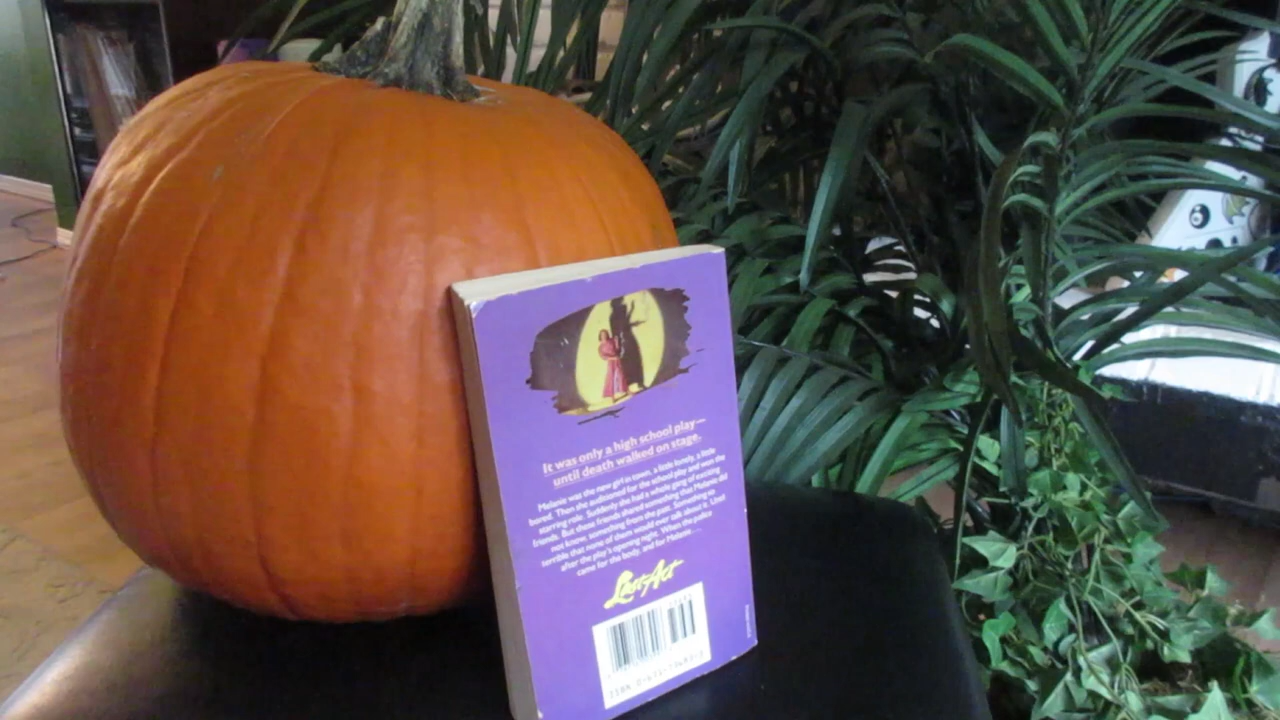 It was only a high school play—
until death walked on stage.
Melanie was the new girl in town, a little lonely, a little
bored. Then she auditioned for the school play and won the
starring role. Suddenly she had a whole gang of exciting
friends. But these friends shared something that Melanie did
not know, something from the past. Something so
terrible that none of them would ever talk about it. Until
after the play's opening night. When the police
came for the body, and for Melanie . . .
Last Act
ISBN 0-671-